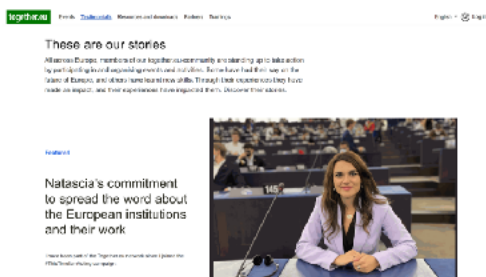 together.eu Events Testimonials Resources and downloads Partners Trainings English Log in
These are our stories
All across Europe, members of our together.eu community are standing up to take action
by participating in and organising events and activities. Some have had their say on the
future of Europe, and others have learnt new skills. Through their experiences they have
made an impact, and their experiences have impacted them. Discover their stories.
Featured
Natascia's commitment
to spread the word about
the European institutions
and their work
145